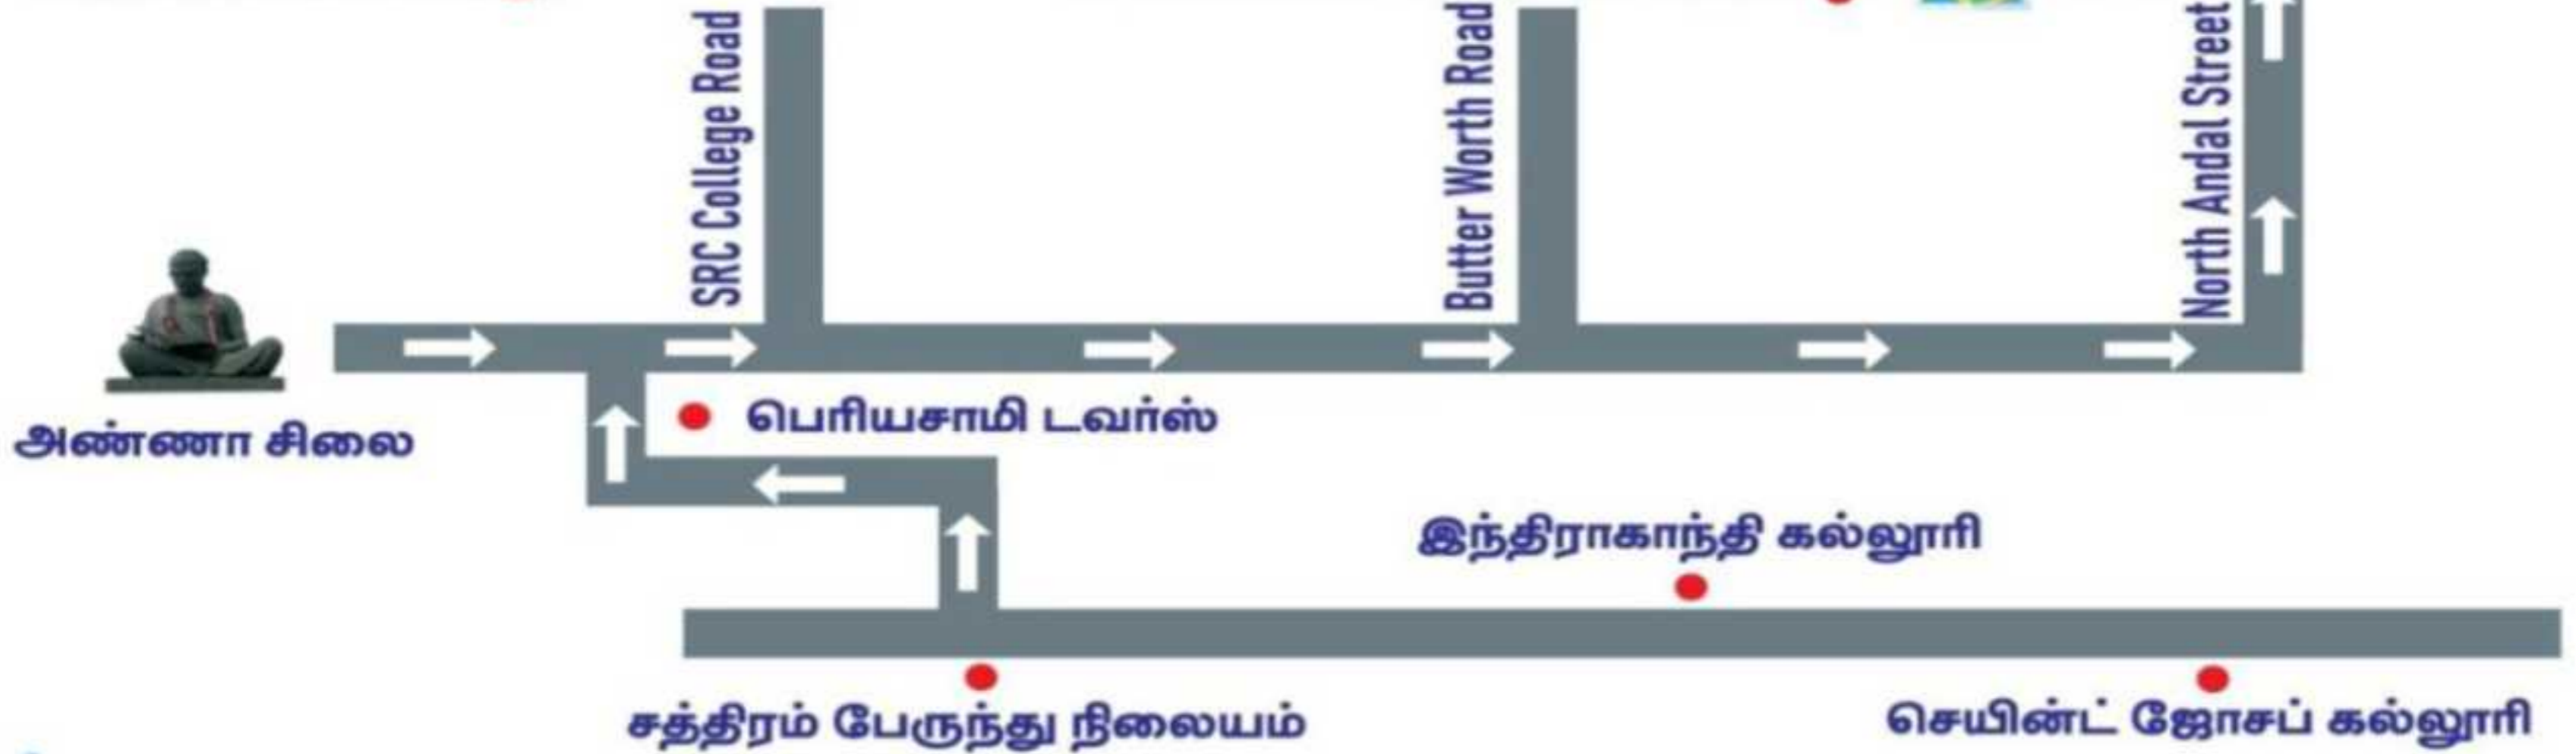 SRC College Road
Butter Worth Road
North Andal Street
அண்ணா சிலை
பெரியசாமி டவர்ஸ்
இந்திராகாந்தி கல்லூரி
சத்திரம் பேருந்து நிலையம்
செயின்ட் ஜோசப் கல்லூரி